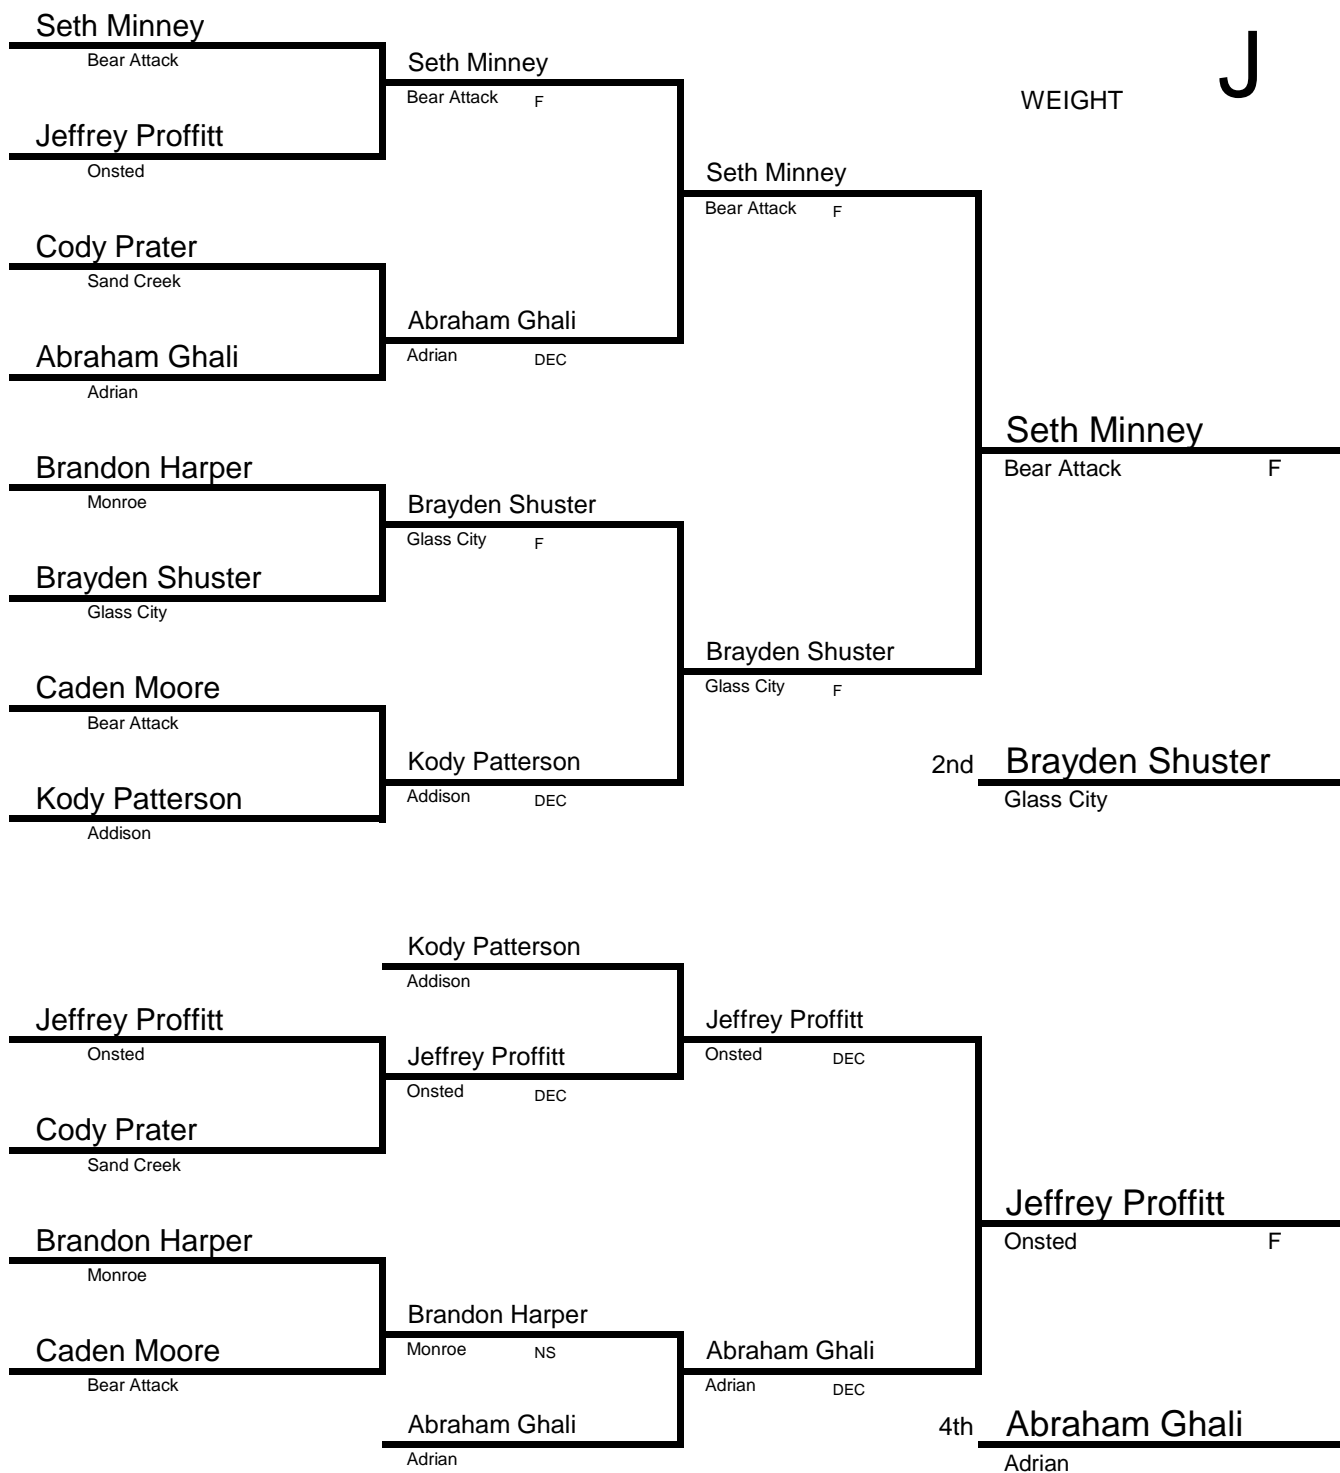 Seth Minney
Bear Attack
Seth Minney
Bear Attack F
J
WEIGHT
Jeffrey Proffitt
Onsted
Seth Minney
Bear Attack F
Cody Prater
Sand Creek
Abraham Ghali
Adrian DEC
Abraham Ghali
Adrian
Seth Minney
Bear Attack F
Brandon Harper
Monroe
Brayden Shuster
Glass City F
Brayden Shuster
Glass City
Brayden Shuster
Glass City F
Caden Moore
Bear Attack
Kody Patterson
Addison DEC
2nd Brayden Shuster
Glass City
Kody Patterson
Addison
Kody Patterson
Addison
Jeffrey Proffitt
Onsted
Jeffrey Proffitt
Onsted DEC
Jeffrey Proffitt
Onsted DEC
Cody Prater
Sand Creek
Jeffrey Proffitt
Onsted F
Brandon Harper
Monroe
Brandon Harper
Monroe NS
Caden Moore
Bear Attack
Abraham Ghali
Adrian DEC
Abraham Ghali
Adrian
4th Abraham Ghali
Adrian